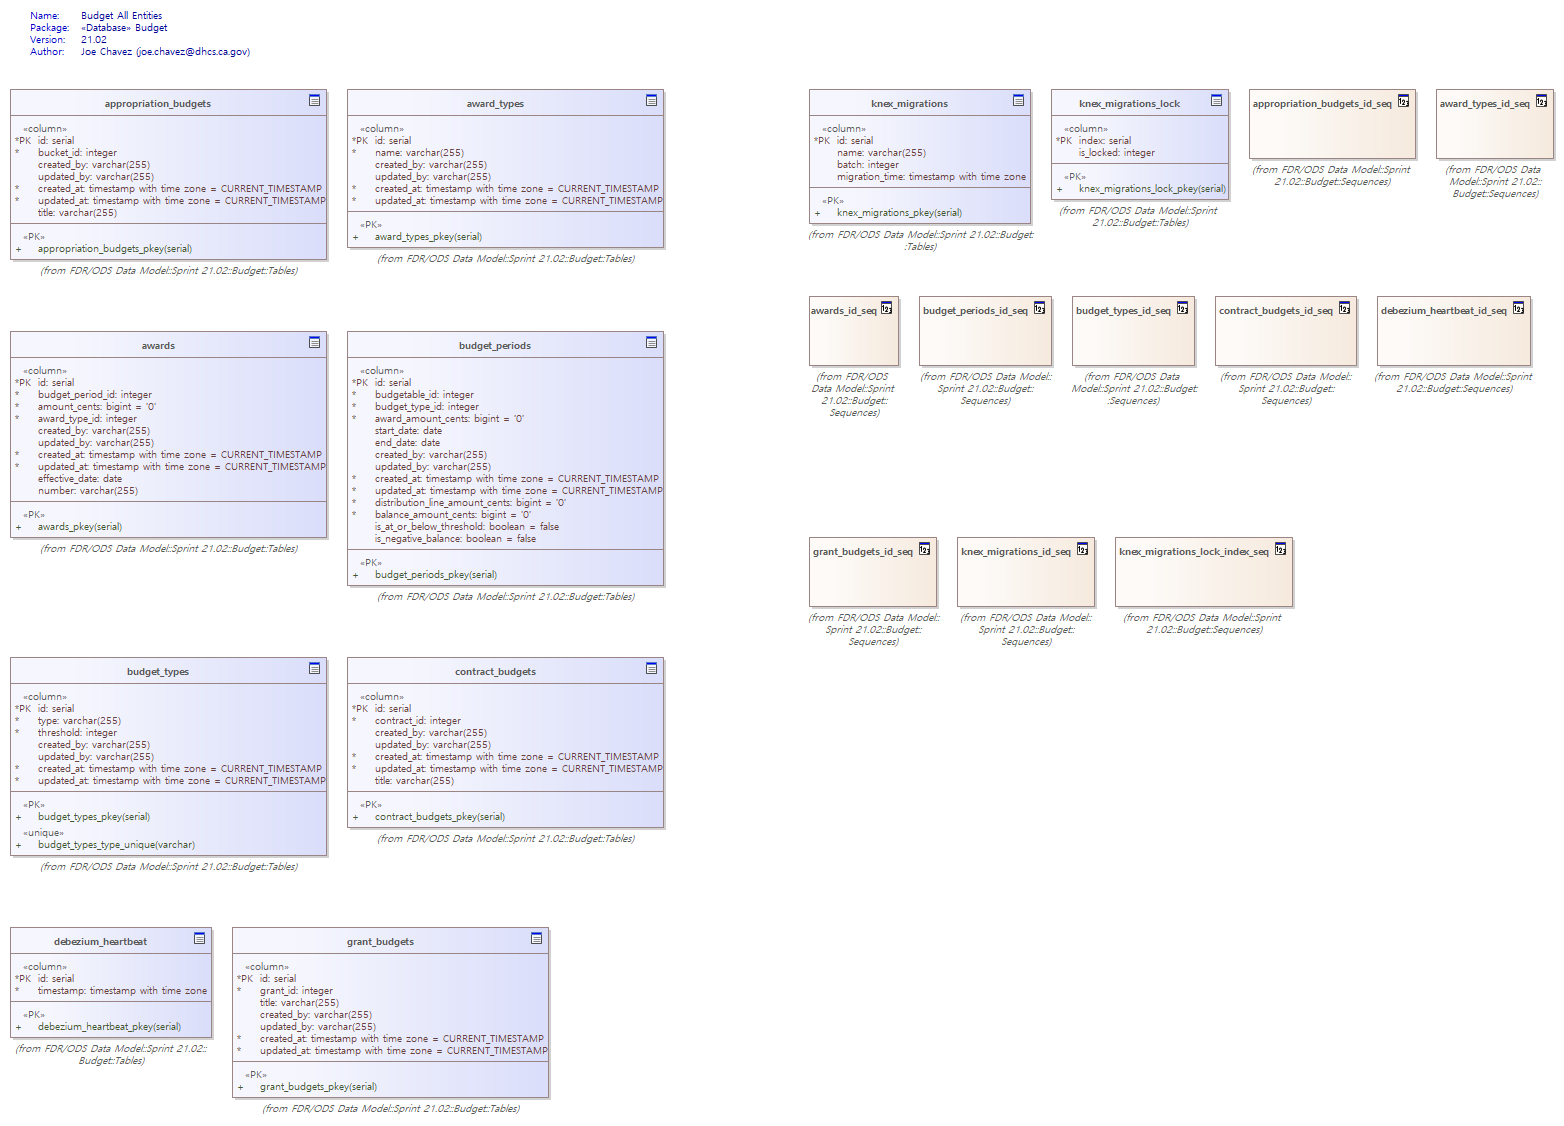 Name: Budget All Entities
Package: «Database» Budget
Version: 21.02
Author: Joe Chavez (joe.chavez@dhcs.ca.gov)
appropriation_budgets
«column»
*PK id: serial
* bucket_id: integer
created_by: varchar(255)
updated_by: varchar(255)
* created_at: timestamp with time zone = CURRENT_TIMESTAMP
* updated_at: timestamp with time zone = CURRENT_TIMESTAMP
title: varchar(255)
«PK»
+ appropriation_budgets_pkey(serial)
(from FDR/ODS Data Model::Sprint 21.02::Budget::Tables)
award_types
«column»
*PK id: serial
* name: varchar(255)
created_by: varchar(255)
updated_by: varchar(255)
* created_at: timestamp with time zone = CURRENT_TIMESTAMP
* updated_at: timestamp with time zone = CURRENT_TIMESTAMP
«PK»
+ award_types_pkey(serial)
(from FDR/ODS Data Model::Sprint 21.02::Budget::Tables)
knex_migrations
«column»
*PK id: serial
name: varchar(255)
batch: integer
migration_time: timestamp with time zone
«PK»
+ knex_migrations_pkey(serial)
(from FDR/ODS Data Model::Sprint 21.02::Budget:
:Tables)
knex_migrations_lock
«column»
*PK index: serial
is_locked: integer
«PK»
+ knex_migrations_lock_pkey(serial)
(from FDR/ODS Data Model::Sprint
21.02::Budget::Tables)
appropriation_budgets_id_seq
(from FDR/ODS Data Model::Sprint
21.02::Budget::Sequences)
award_types_id_seq
(from FDR/ODS Data
Model::Sprint 21.02::
Budget::Sequences)
awards
«column»
*PK id: serial
* budget_period_id: integer
* amount_cents: bigint = '0'
* award_type_id: integer
created_by: varchar(255)
updated_by: varchar(255)
* created_at: timestamp with time zone = CURRENT_TIMESTAMP
* updated_at: timestamp with time zone = CURRENT_TIMESTAMP
effective_date: date
number: varchar(255)
«PK»
+ awards_pkey(serial)
(from FDR/ODS Data Model::Sprint 21.02::Budget::Tables)
budget_periods
«column»
*PK id: serial
* budgetable_id: integer
* budget_type_id: integer
* award_amount_cents: bigint = '0'
start_date: date
end_date: date
created_by: varchar(255)
updated_by: varchar(255)
* created_at: timestamp with time zone = CURRENT_TIMESTAMP
* updated_at: timestamp with time zone = CURRENT_TIMESTAMP
* distribution_line_amount_cents: bigint = '0'
* balance_amount_cents: bigint = '0'
is_at_or_below_threshold: boolean = false
is_negative_balance: boolean = false
«PK»
+ budget_periods_pkey(serial)
(from FDR/ODS Data Model::Sprint 21.02::Budget::Tables)
awards_id_seq
(from FDR/ODS
Data Model::Sprint
21.02::Budget::
Sequences)
budget_periods_id_seq
(from FDR/ODS Data Model::
Sprint 21.02::Budget::
Sequences)
budget_types_id_seq
(from FDR/ODS Data
Model::Sprint 21.02::Budget:
:Sequences)
contract_budgets_id_seq
(from FDR/ODS Data Model::
Sprint 21.02::Budget::
Sequences)
debezium_heartbeat_id_seq
(from FDR/ODS Data Model::Sprint
21.02::Budget::Sequences)
grant_budgets_id_seq
(from FDR/ODS Data Model::
Sprint 21.02::Budget::
Sequences)
knex_migrations_id_seq
(from FDR/ODS Data Model::
Sprint 21.02::Budget::
Sequences)
knex_migrations_lock_index_seq
(from FDR/ODS Data Model::Sprint
21.02::Budget::Sequences)
budget_types
«column»
*PK id: serial
* type: varchar(255)
* threshold: integer
created_by: varchar(255)
updated_by: varchar(255)
* created_at: timestamp with time zone = CURRENT_TIMESTAMP
* updated_at: timestamp with time zone = CURRENT_TIMESTAMP
«PK»
+ budget_types_pkey(serial)
«unique»
+ budget_types_type_unique(varchar)
(from FDR/ODS Data Model::Sprint 21.02::Budget::Tables)
contract_budgets
«column»
*PK id: serial
* contract_id: integer
created_by: varchar(255)
updated_by: varchar(255)
* created_at: timestamp with time zone = CURRENT_TIMESTAMP
* updated_at: timestamp with time zone = CURRENT_TIMESTAMP
title: varchar(255)
«PK»
+ contract_budgets_pkey(serial)
(from FDR/ODS Data Model::Sprint 21.02::Budget::Tables)
debezium_heartbeat
«column»
*PK id: serial
* timestamp: timestamp with time zone
«PK»
+ debezium_heartbeat_pkey(serial)
(from FDR/ODS Data Model::Sprint 21.02::
Budget::Tables)
grant_budgets
«column»
*PK id: serial
* grant_id: integer
title: varchar(255)
created_by: varchar(255)
updated_by: varchar(255)
* created_at: timestamp with time zone = CURRENT_TIMESTAMP
* updated_at: timestamp with time zone = CURRENT_TIMESTAMP
«PK»
+ grant_budgets_pkey(serial)
(from FDR/ODS Data Model::Sprint 21.02::Budget::Tables)